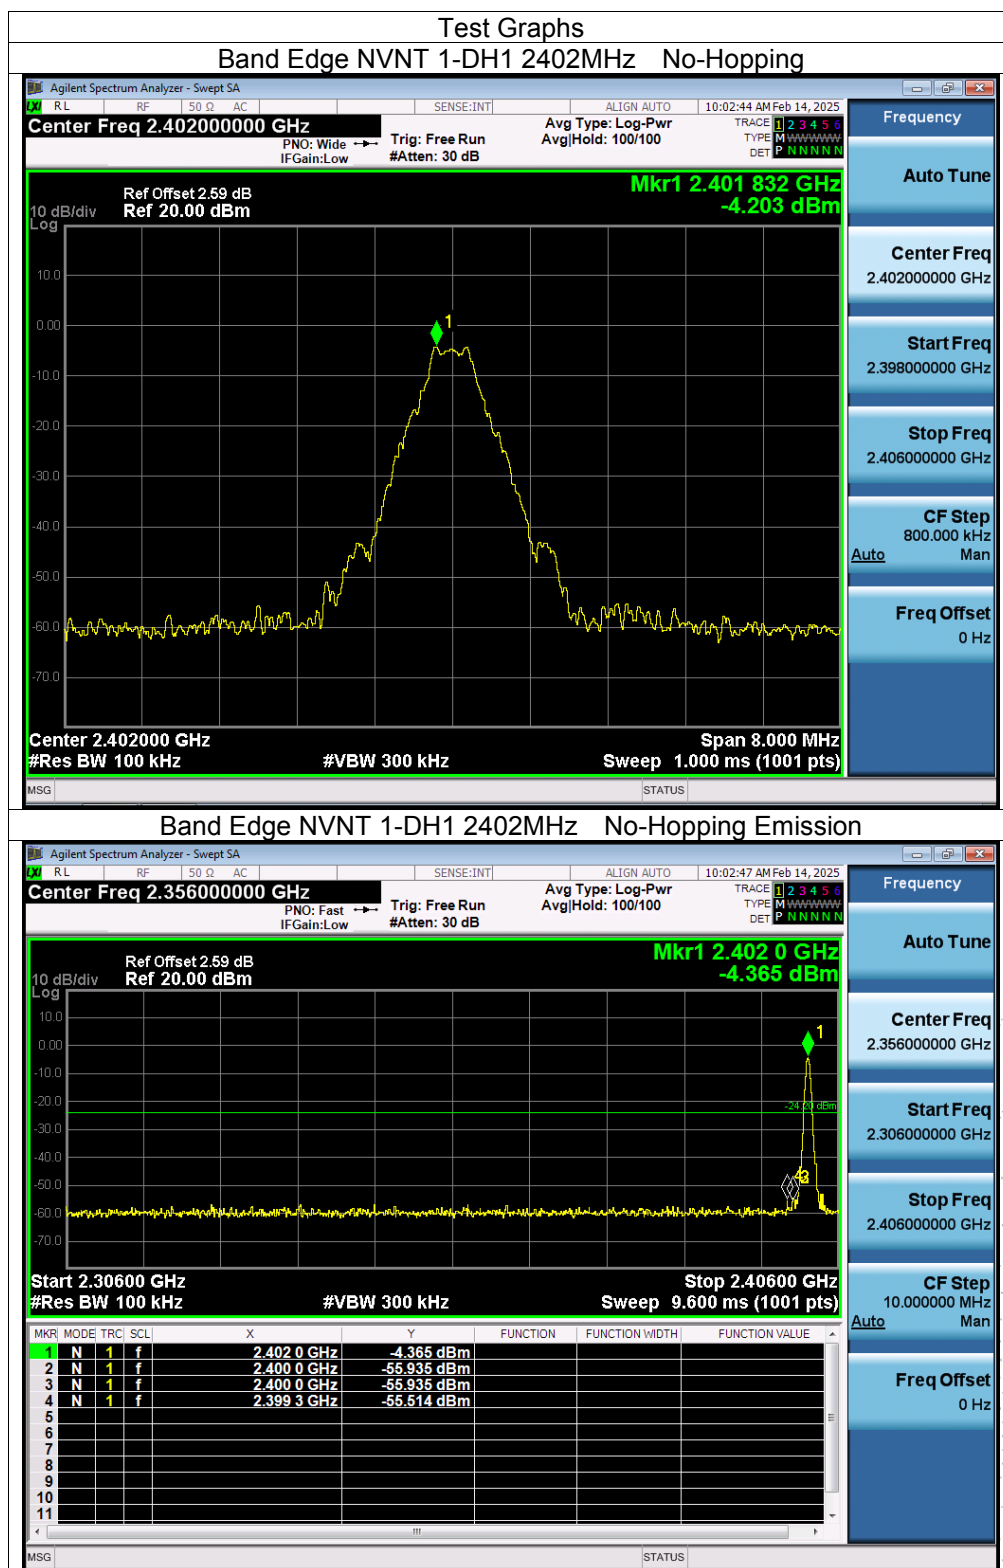 Test Graphs
Band Edge NVNT 1-DH1 2402MHz No-Hopping
Agilent Spectrum Analyzer - Swept SA
LXI RL RF 50 Ω AC SENSE:INT ALIGN AUTO 10:02:44 AM Feb 14, 2025
Center Freq 2.402000000 GHz
PNO: Wide
IFGain:Low
Trig: Free Run
#Atten: 30 dB
Avg Type: Log-Pwr
Avg|Hold: 100/100
TRACE 1 2 3 4 5 6
TYPE M WWWWW
DET P N N N N N
Frequency
Auto Tune
Center Freq
2.402000000 GHz
Start Freq
2.398000000 GHz
Stop Freq
2.406000000 GHz
CF Step
800.000 kHz
Auto Man
Freq Offset
0 Hz
Mkr1 2.401 832 GHz
-4.203 dBm
Ref Offset 2.59 dB
10 dB/div Ref 20.00 dBm
Log
10.0
0.00
-10.0
-20.0
-30.0
-40.0
-50.0
-60.0
-70.0
1
Center 2.402000 GHz Span 8.000 MHz
#Res BW 100 kHz #VBW 300 kHz Sweep 1.000 ms (1001 pts)
MSG STATUS
Band Edge NVNT 1-DH1 2402MHz No-Hopping Emission
Agilent Spectrum Analyzer - Swept SA
LXI RL RF 50 Ω AC SENSE:INT ALIGN AUTO 10:02:47 AM Feb 14, 2025
Center Freq 2.356000000 GHz
PNO: Fast
IFGain:Low
Trig: Free Run
#Atten: 30 dB
Avg Type: Log-Pwr
Avg|Hold: 100/100
TRACE 1 2 3 4 5 6
TYPE M WWWWW
DET P N N N N N
Frequency
Auto Tune
Center Freq
2.356000000 GHz
Start Freq
2.306000000 GHz
Stop Freq
2.406000000 GHz
CF Step
10.000000 MHz
Auto Man
Freq Offset
0 Hz
Mkr1 2.402 0 GHz
-4.365 dBm
Ref Offset 2.59 dB
10 dB/div Ref 20.00 dBm
Log
10.0
0.00
-10.0
-20.0
-30.0
-40.0
-50.0
-60.0
-70.0
1
-24.20 dBm
Start 2.30600 GHz Stop 2.40600 GHz
#Res BW 100 kHz #VBW 300 kHz Sweep 9.600 ms (1001 pts)
MKR MODE TRC SCL X Y FUNCTION FUNCTION WIDTH FUNCTION VALUE
1 N 1 f 2.402 0 GHz -4.365 dBm
2 N 1 f 2.400 0 GHz -55.935 dBm
3 N 1 f 2.400 0 GHz -55.935 dBm
4 N 1 f 2.399 3 GHz -55.514 dBm
5
6
7
8
9
10
11
MSG STATUS